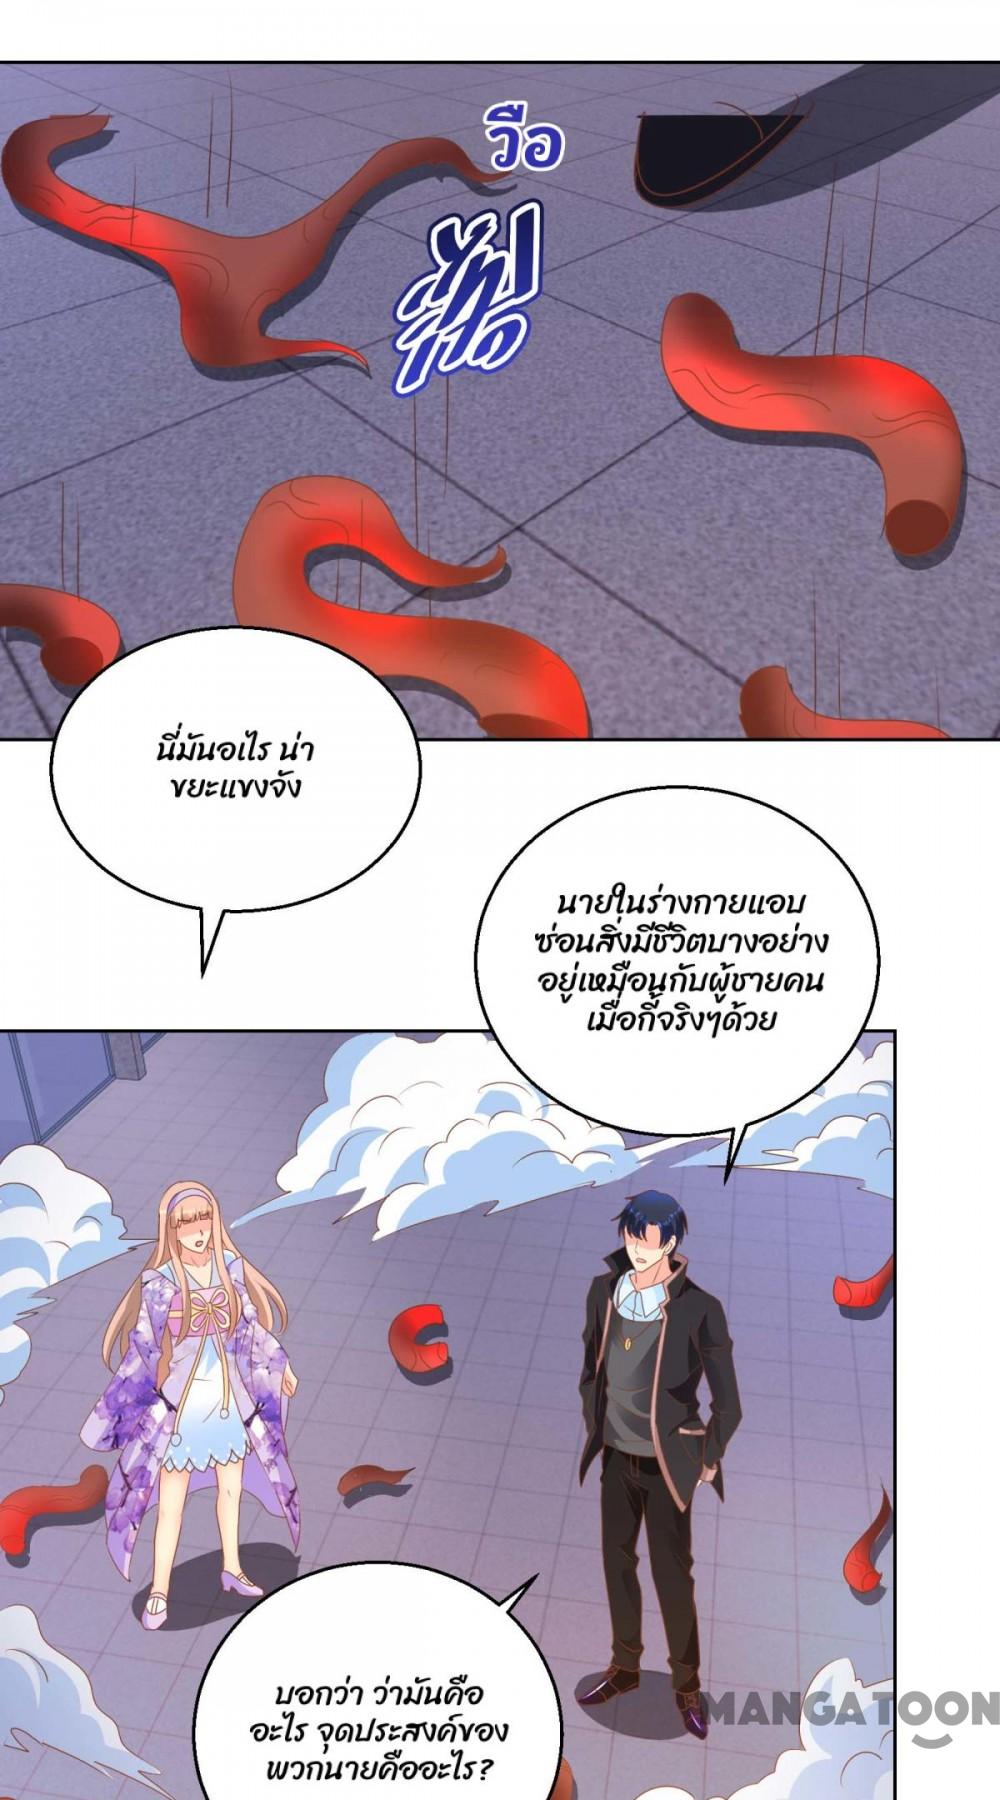 วือ
นี่มันอเไร น่า
ขยะแขงจัง
นายในร่างกายแอบ
ซ่อนสิ่งมีชีวิตบางอย่าง
อยู่เหมือนกับผู้ชายคน
เมื่อกี้จริงๆด้วย
บอกว่า ว่ามันคือ
อะไร จุดประสงค์ของ
พวกนายคืออะไร?
MANGATOON